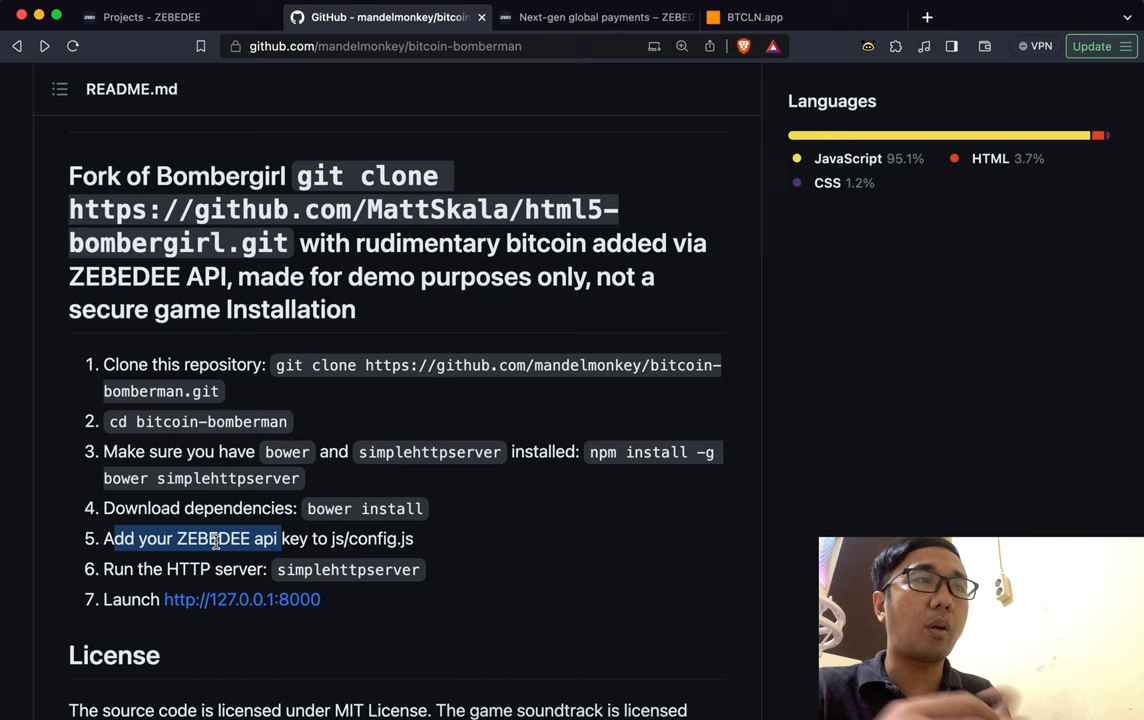 Projects - ZEBEDEE
GitHub - mandelmonkey/bitcoin
Next-gen global payments – ZEBED
BTCLN.app
github.com/mandelmonkey/bitcoin-bomberman
VPN
Update
README.md
Languages
JavaScript 95.1%
HTML 3.7%
CSS 1.2%
Fork of Bombergirl git clone
https://github.com/MattSkala/html5-
bombergirl.git with rudimentary bitcoin added via
ZEBEDEE API, made for demo purposes only, not a
secure game Installation
1. Clone this repository: git clone https://github.com/mandelmonkey/bitcoin-
bomberman.git
2. cd bitcoin-bomberman
3. Make sure you have bower and simplehttpserver installed: npm install -g
bower simplehttpserver
4. Download dependencies: bower install
5. Add your ZEBEDEE api key to js/config.js
6. Run the HTTP server: simplehttpserver
7. Launch http://127.0.0.1:8000
License
The source code is licensed under MIT License. The game soundtrack is licensed